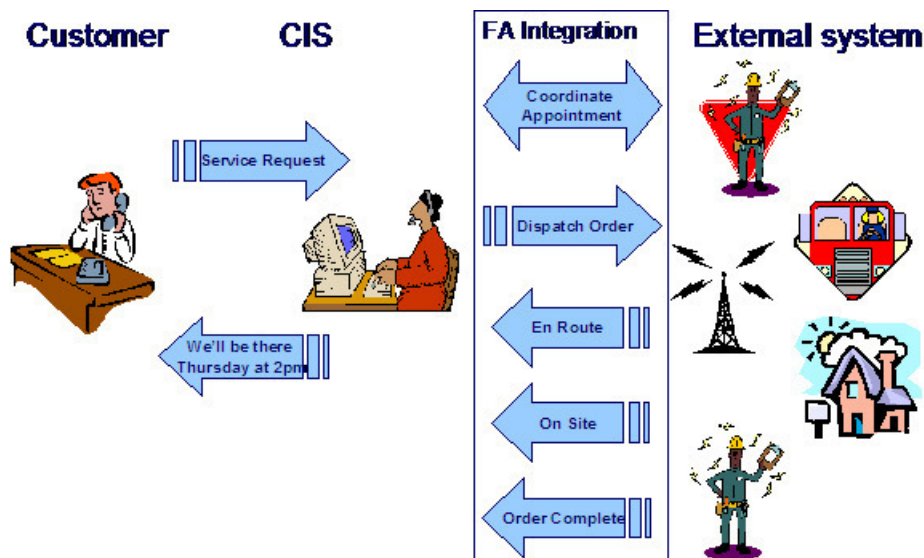 Customer
CIS
FA Integration
External system
Coordinate
Appointment
Service Request
Dispatch Order
We'll be there
Thursday at 2pm
En Route
On Site
Order Complete